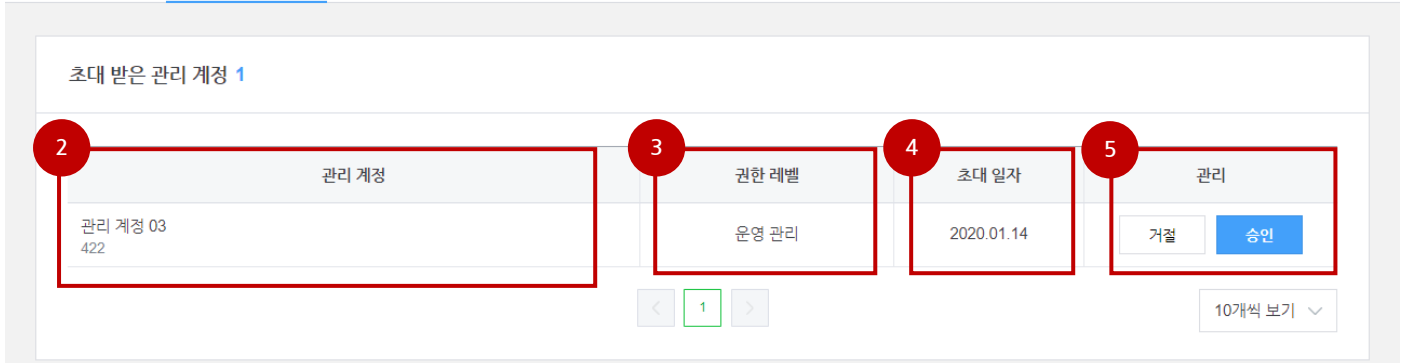 초대 받은 관리 계정 1
2 3 4 5
관리 계정 권한 레벨 초대 일자 관리
관리 계정 03 운영 관리 2020.01.14 거절 승인
422
1 10개씩 보기